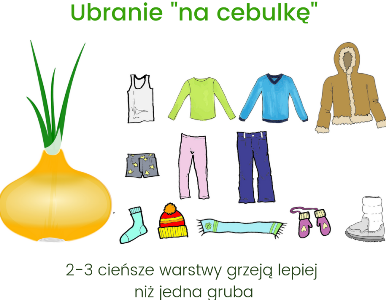 Ubranie "na cebulkę"
2-3 cieńsze warstwy grzeją lepiej
niż jedna gruba